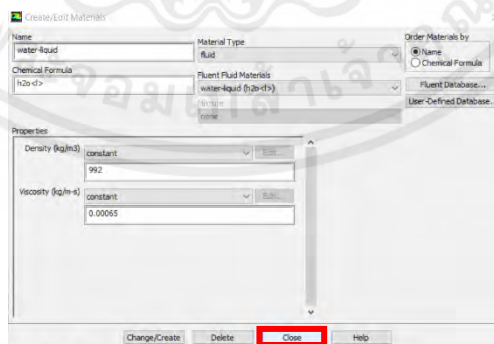 Create/Edit Materials
Name
water-liquid
Chemical Formula
h2o<l>
Material Type
fluid
Fluent Fluid Materials
water-liquid (h2o<l>)
Mixture
none
Order Materials by
Name
Chemical Formula
Fluent Database...
User-Defined Database...
Properties
Density (kg/m3)
constant
Edit...
992
Viscosity (kg/m-s)
constant
Edit...
0.00065
Change/Create
Delete
Close
Help